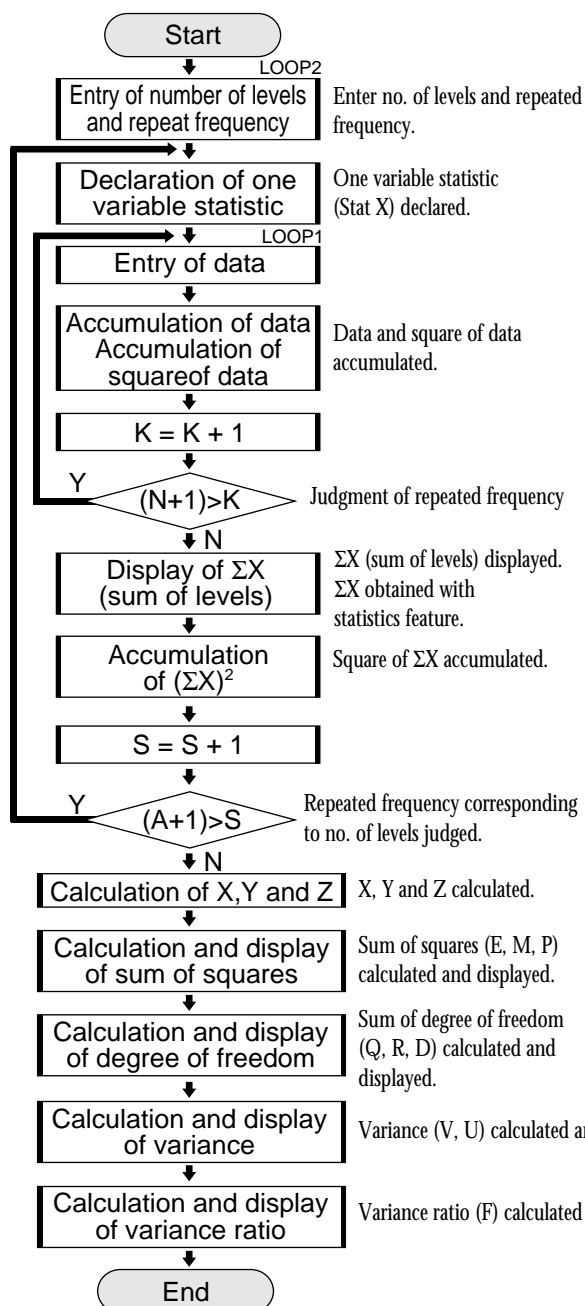 Start
LOOP2
Entry of number of levels
and repeat frequency
Enter no. of levels and repeated
frequency.
Declaration of one
variable statistic
One variable statistic
(Stat X) declared.
LOOP1
Entry of data
Accumulation of data
Accumulation of
squareof data
Data and square of data
accumulated.
K = K + 1
Y
(N+1)>K
Judgment of repeated frequency
N
Display of ΣX
(sum of levels)
ΣX (sum of levels) displayed.
ΣX obtained with
statistics feature.
Accumulation
of (ΣX)²
Square of ΣX accumulated.
S = S + 1
Y
(A+1)>S
Repeated frequency corresponding
to no. of levels judged.
N
Calculation of X,Y and Z
X, Y and Z calculated.
Calculation and display
of sum of squares
Sum of squares (E, M, P)
calculated and displayed.
Calculation and display
of degree of freedom
Sum of degree of freedom
(Q, R, D) calculated and
displayed.
Calculation and display
of variance
Variance (V, U) calculated
Calculation and display
of variance ratio
Variance ratio (F) calculated
End